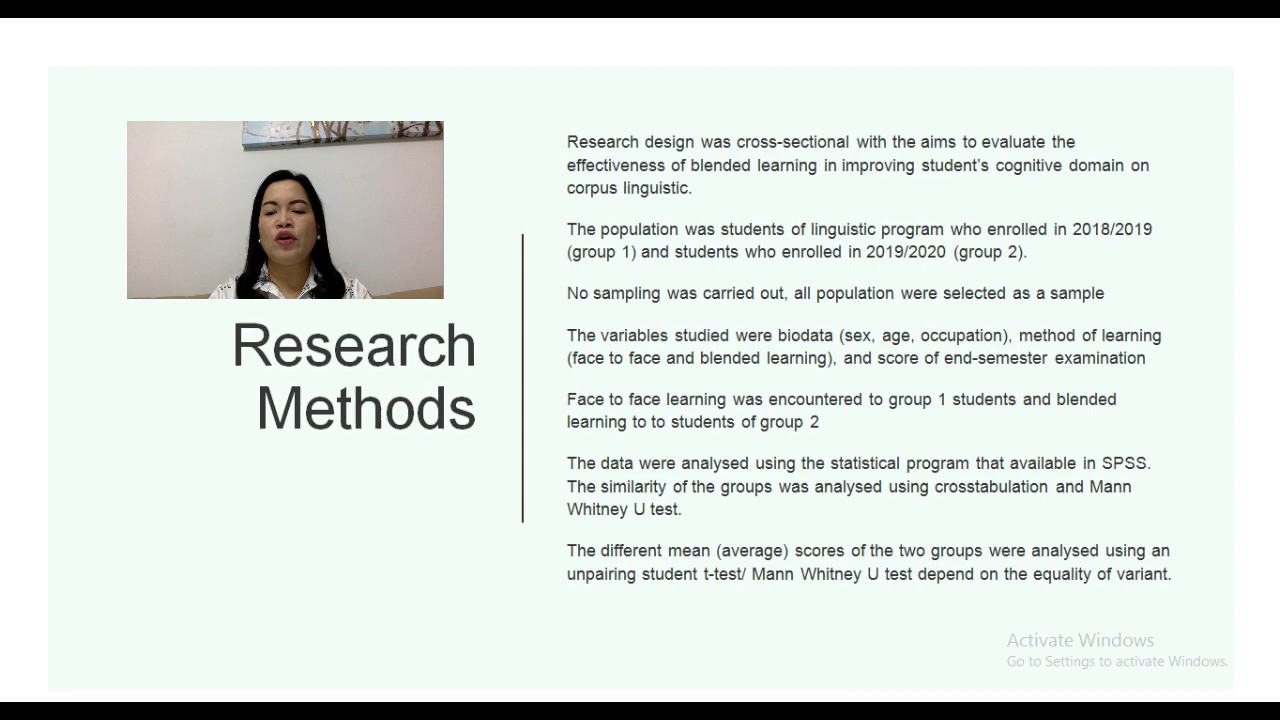 Research
Methods
Research design was cross-sectional with the aims to evaluate the
effectiveness of blended learning in improving student's cognitive domain on
corpus linguistic.
The population was students of linguistic program who enrolled in 2018/2019
(group 1) and students who enrolled in 2019/2020 (group 2).
No sampling was carried out, all population were selected as a sample
The variables studied were biodata (sex, age, occupation), method of learning
(face to face and blended learning), and score of end-semester examination
Face to face learning was encountered to group 1 students and blended
learning to to students of group 2
The data were analysed using the statistical program that available in SPSS.
The similarity of the groups was analysed using crosstabulation and Mann
Whitney U test.
The different mean (average) scores of the two groups were analysed using an
unpairing student t-test/ Mann Whitney U test depend on the equality of variant.
Activate Windows
Go to Settings to activate Windows.